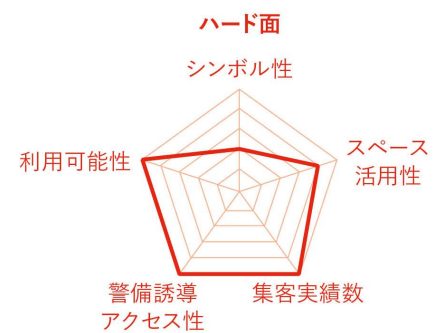 ハード面
シンボル性
スペース
活用性
利用可能性
警備誘導
アクセス性
集客実績数